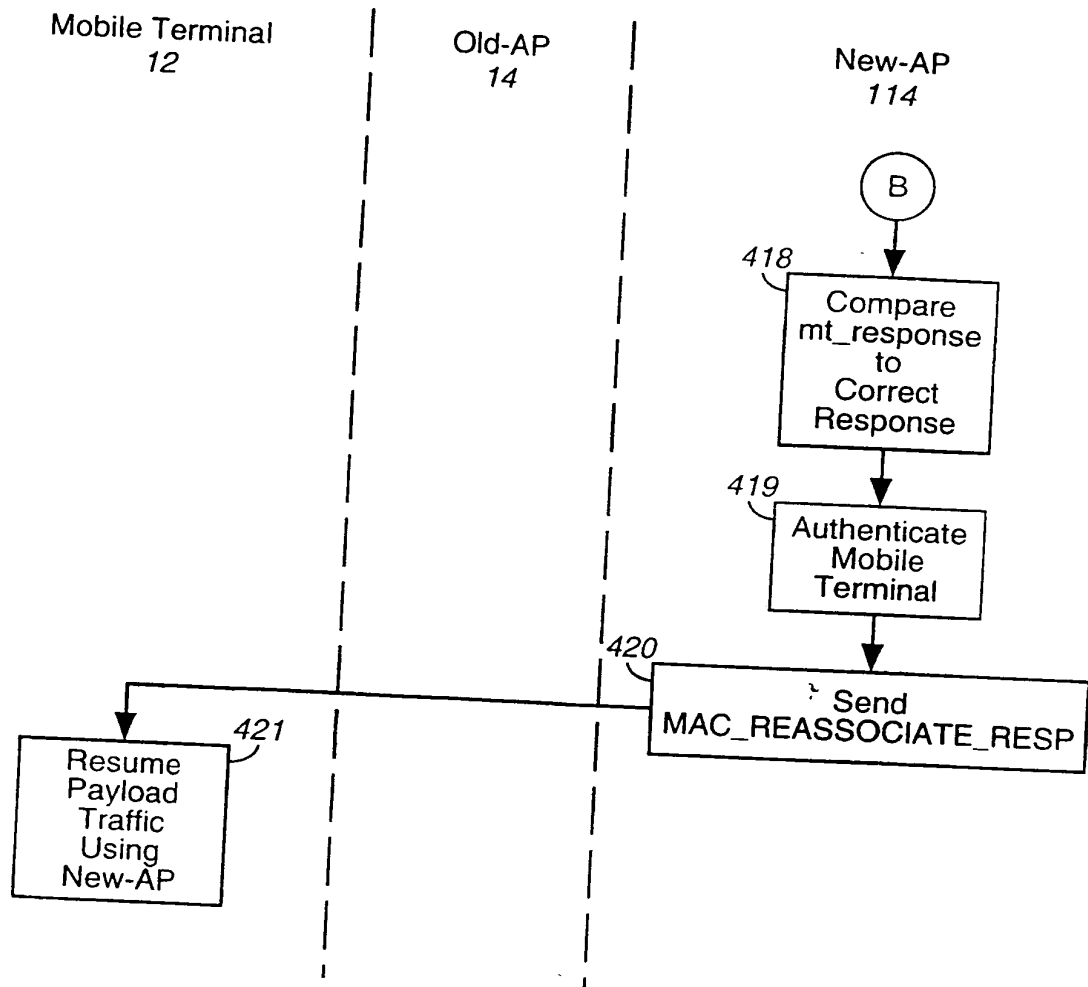 Mobile Terminal
12
Old-AP
14
New-AP
114
B
418
Compare
mt_response
to
Correct
Response
419
Authenticate
Mobile
Terminal
420
Send
MAC_REASSOCIATE_RESP
421
Resume
Payload
Traffic
Using
New-AP